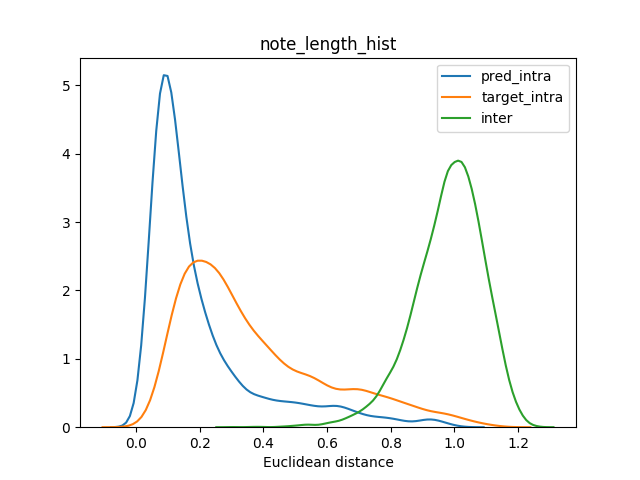 note_length_hist
pred_intra
target_intra
inter
5
4
3
2
1
0
0.0 0.2 0.4 0.6 0.8 1.0 1.2
Euclidean distance